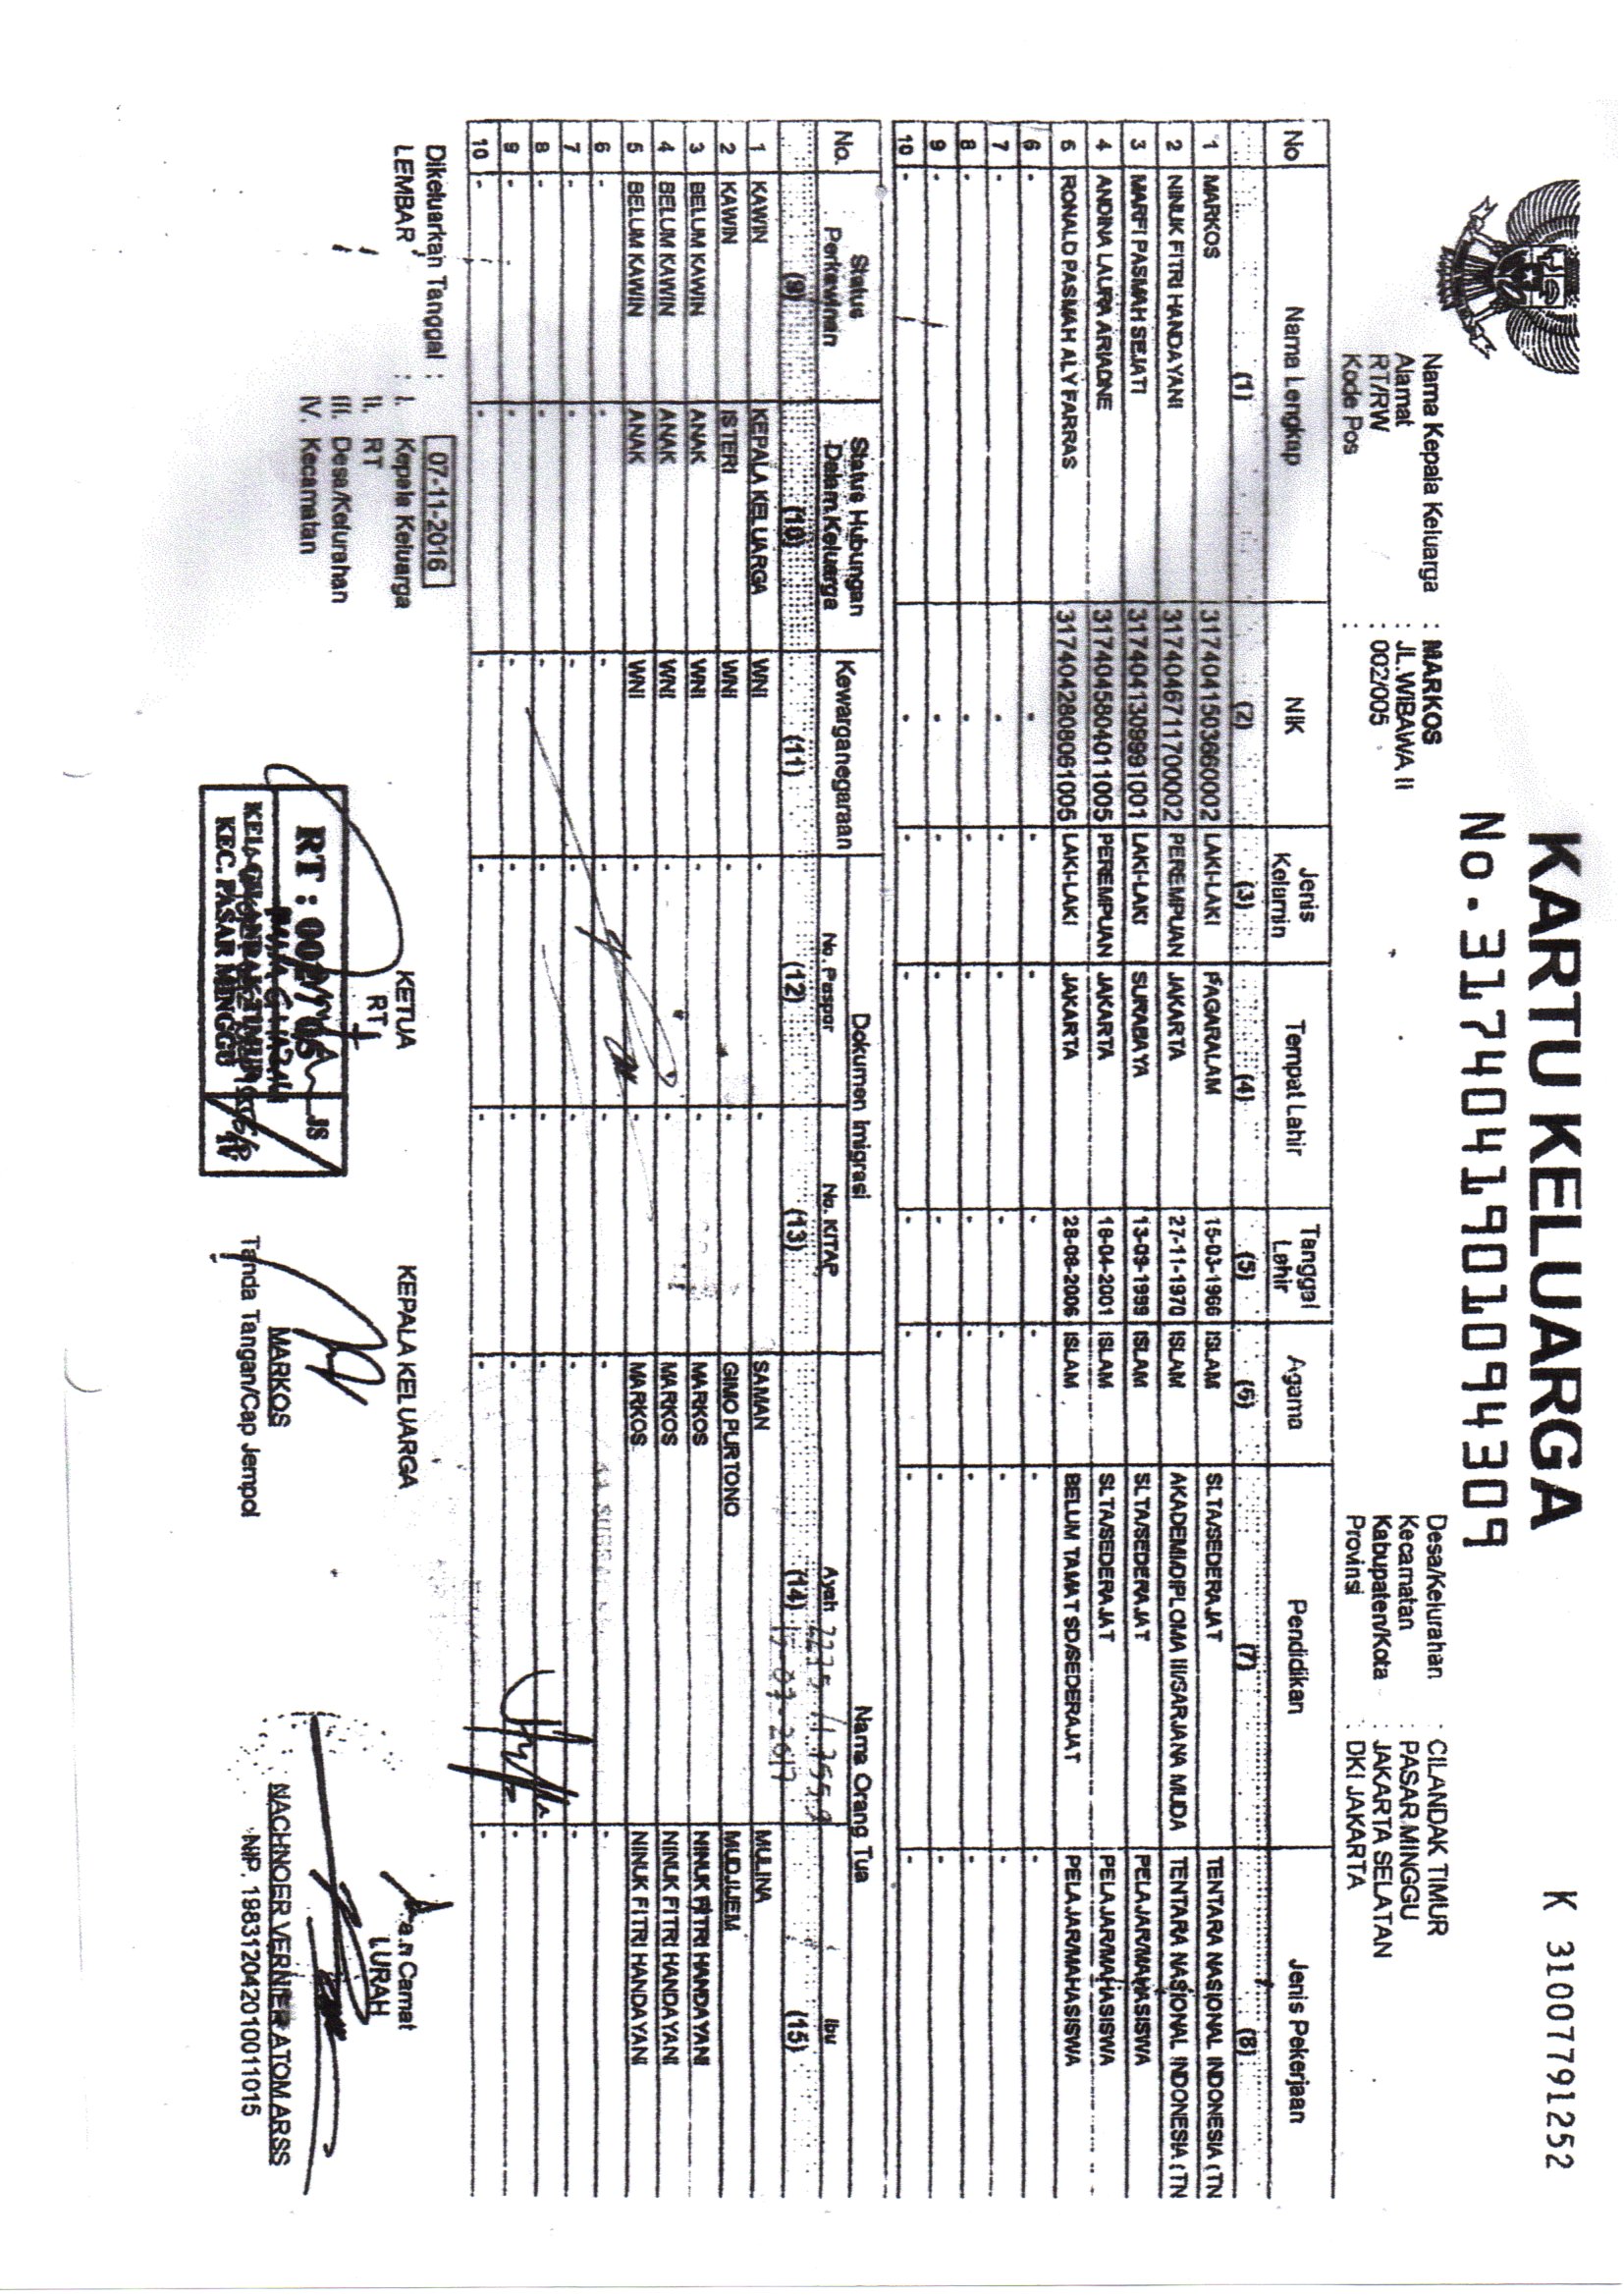 KARTU KELUARGA
K 31007791252
No. 3174041901094309
Nama Kepala Keluarga : MARKOS
Alamat : JL.WIBAWA II
RT/RW : 002/005
Kode Pos :
Desa/Kelurahan : CILANDAK TIMUR
Kecamatan : PASAR MINGGU
Kabupaten/Kota : JAKARTA SELATAN
Provinsi : DKI JAKARTA
No Nama Lengkap NIK Jenis Kelamin Tempat Lahir Tanggal Lahir Agama Pendidikan Jenis Pekerjaan
(1) (2) (3) (4) (5) (6) (7) (8)
1 MARKOS 3174041503660002 LAKI-LAKI PAGARALAM 15-03-1966 ISLAM SLTA/SEDERAJAT TENTARA NASIONAL INDONESIA (TN
2 NINUK FITRI HANDAYANI 3174046711700002 PEREMPUAN JAKARTA 27-11-1970 ISLAM AKADEMI/DIPLOMA III/SARJANA MUDA TENTARA NASIONAL INDONESIA (TN
3 MARFI PASMAH SEJATI 3174041309991001 LAKI-LAKI SURABAYA 13-09-1999 ISLAM SLTA/SEDERAJAT PELAJAR/MAHASISWA
4 ANDINA LAURA ARIADNE 3174045804011005 PEREMPUAN JAKARTA 18-04-2001 ISLAM SLTA/SEDERAJAT PELAJAR/MAHASISWA
5 RONALD PASMAH ALY FARRAS 3174042808061005 LAKI-LAKI JAKARTA 28-08-2006 ISLAM BELUM TAMAT SD/SEDERAJAT PELAJAR/MAHASISWA
6 - - - - - - - -
7 - - - - - - - -
8 - - - - - - - -
9 - - - - - - - -
10 - - - - - - - -
No. Status Perkawinan Status Hubungan Dalam Keluarga Kewarganegaraan Dokumen Imigrasi Nama Orang Tua
No. Paspor No. KITAP Ayah Ibu
(9) (10) (11) (12) (13) (14) (15)
15-07-2017
1 KAWIN KEPALA KELUARGA WNI - - SAMAN MULINA
2 KAWIN ISTERI WNI - - GIMO PURTONO MUDJIJEM
3 BELUM KAWIN ANAK WNI - - MARKOS NINUK FITRI HANDAYANI
4 BELUM KAWIN ANAK WNI - - MARKOS NINUK FITRI HANDAYANI
5 BELUM KAWIN ANAK WNI - - MARKOS NINUK FITRI HANDAYANI
6 - - - - - - -
7 - - - - - - -
8 - - - - - - -
9 - - - - - - -
10 - - - - - - -
Dikeluarkan Tanggal : 07-11-2016
LEMBAR : I. Kepala Keluarga
II. RT
III. Desa/Kelurahan
IV. Kecamatan
KETUA
RT
RT : 002 / 05 JS
KEL. CILANDAK TIMUR
KEC. PASAR MINGGU
KEPALA KELUARGA
MARKOS
Tanda Tangan/Cap Jempol
a.n Camat
LURAH
NACHNOER VERNIER ATOM ARSS
NIP. 198312042010011015